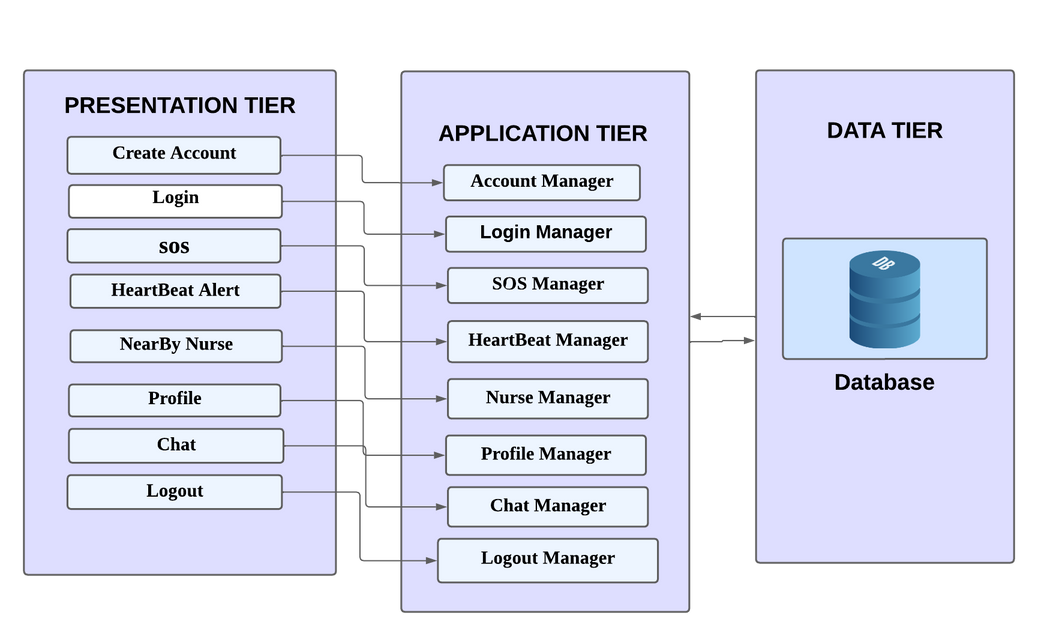 PRESENTATION TIER
Create Account
Login
sos
HeartBeat Alert
NearBy Nurse
Profile
Chat
Logout
APPLICATION TIER
Account Manager
Login Manager
SOS Manager
HeartBeat Manager
Nurse Manager
Profile Manager
Chat Manager
Logout Manager
DATA TIER
DB
Database